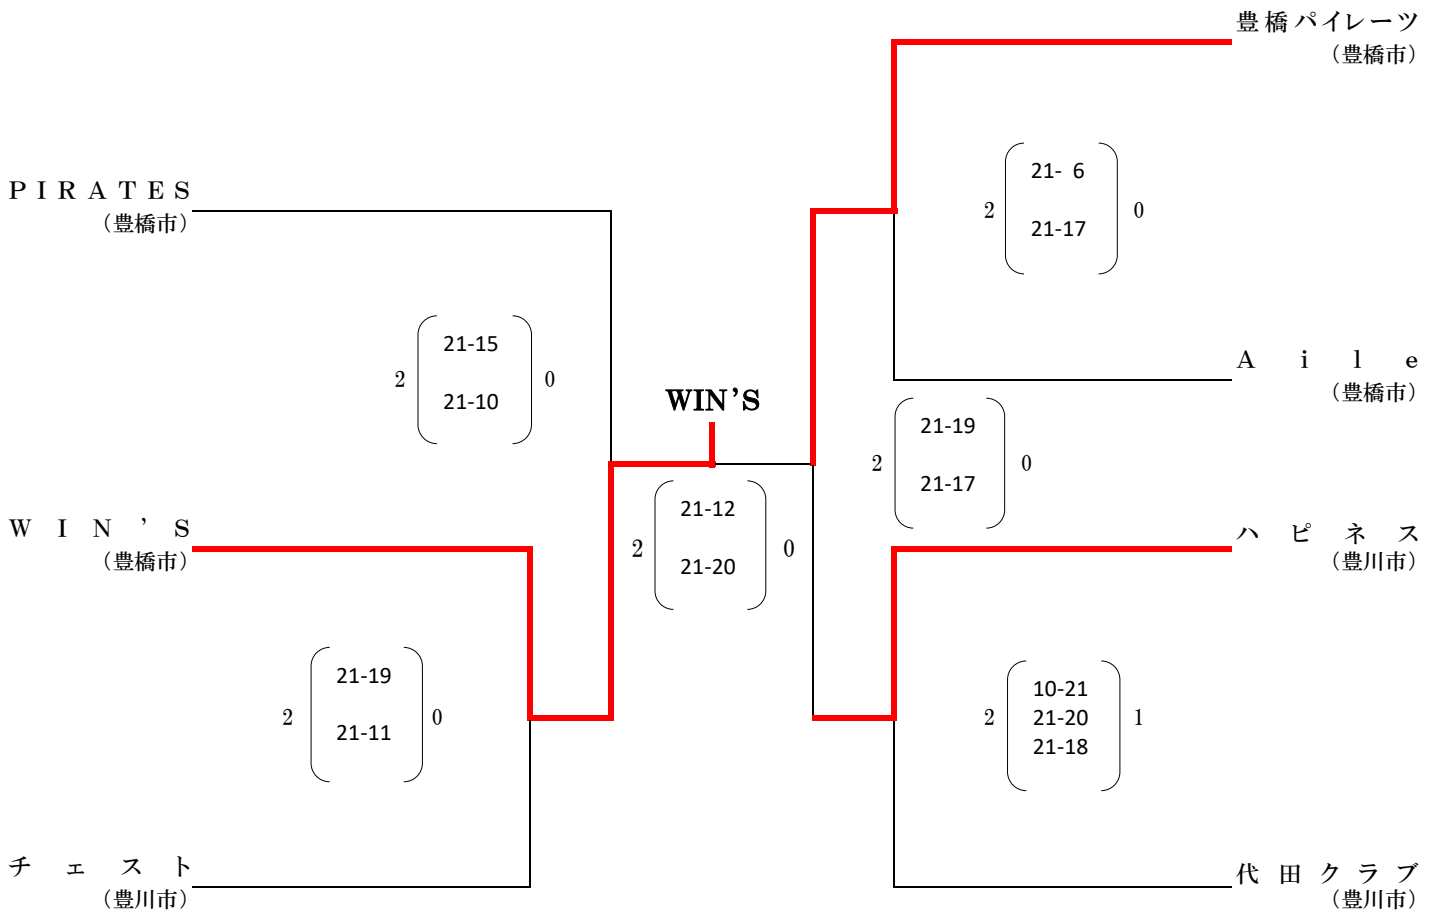 豊橋パイレーツ
（豊橋市）
21- 6
2 0
21-17
PIRATES
（豊橋市）
21-15
2 0
21-10
Aile
（豊橋市）
WIN’S
21-19
2 0
21-17
21-12
2 0
21-20
WIN’S
（豊橋市）
ハピネス
（豊川市）
21-19
2 0
21-11
10-21
2 21-20 1
21-18
チェスト
（豊川市）
代田クラブ
（豊川市）